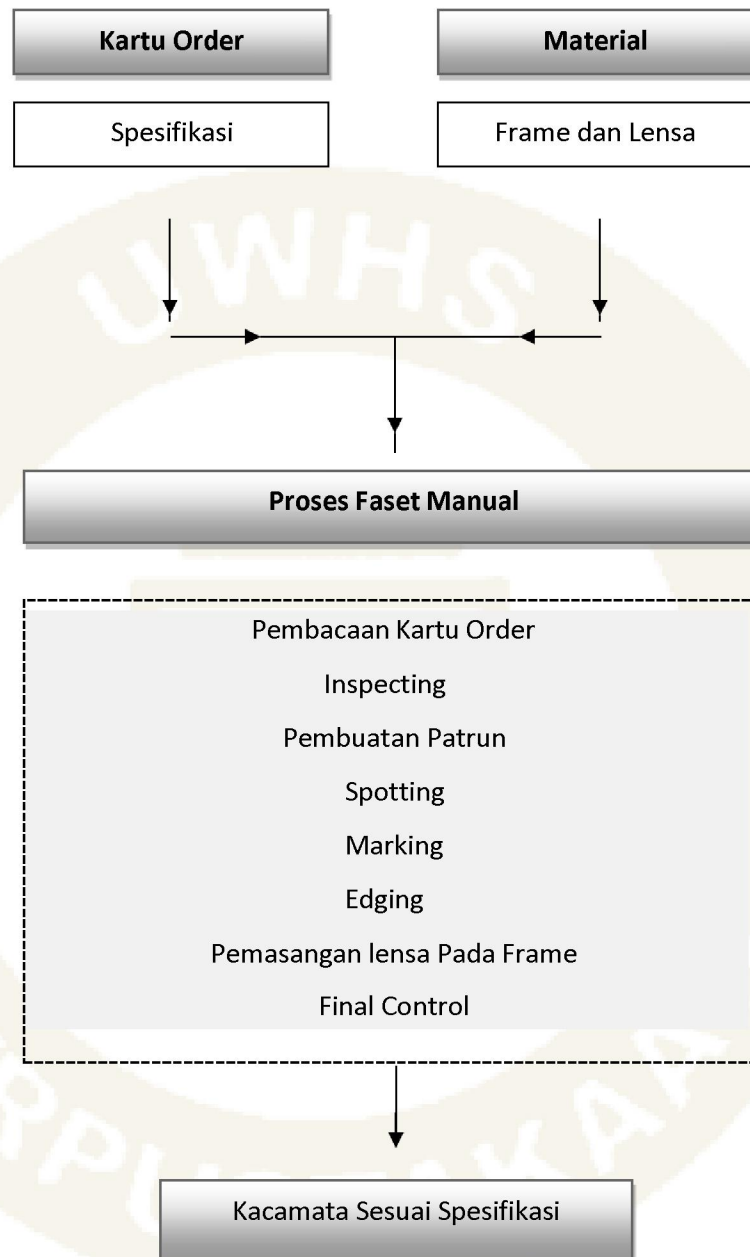 Kartu Order
Material
Spesifikasi
Frame dan Lensa
UWHS
Proses Faset Manual
Pembacaan Kartu Order
Inspecting
Pembuatan Patrun
Spotting
Marking
Edging
Pemasangan lensa Pada Frame
Final Control
Kacamata Sesuai Spesifikasi